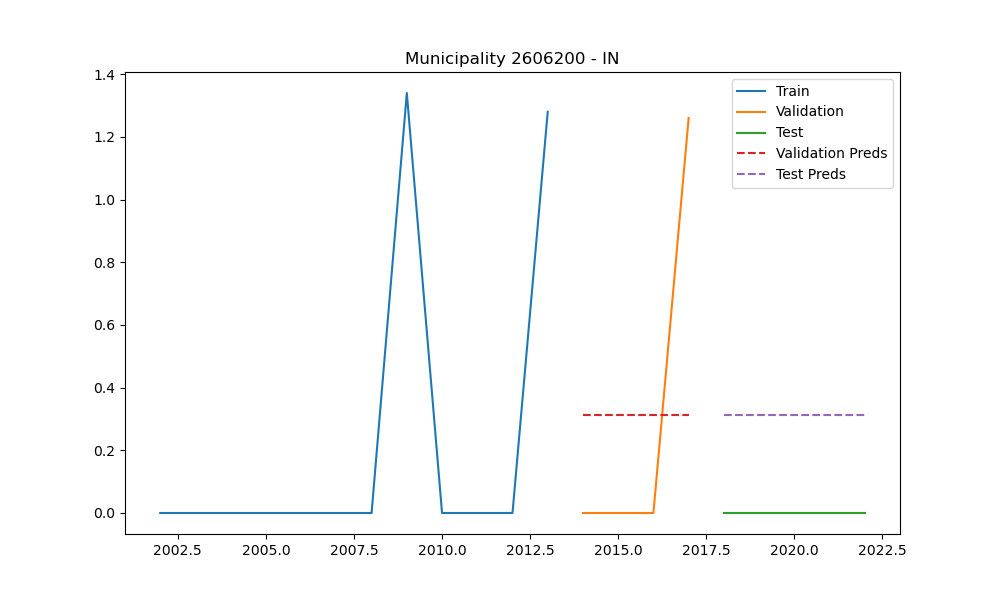 Municipality 2606200 - IN
1.4
1.2
1.0
0.8
0.6
0.4
0.2
0.0
Train
Validation
Test
Validation Preds
Test Preds
2002.5 2005.0 2007.5 2010.0 2012.5 2015.0 2017.5 2020.0 2022.5